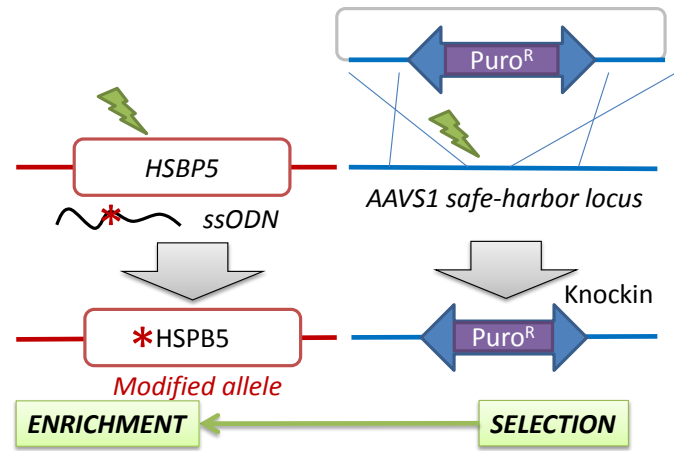 Puro^R
HSBP5
AAVS1 safe-harbor locus
*
ssODN
Knockin
*HSPB5
Puro^R
Modified allele
ENRICHMENT
SELECTION